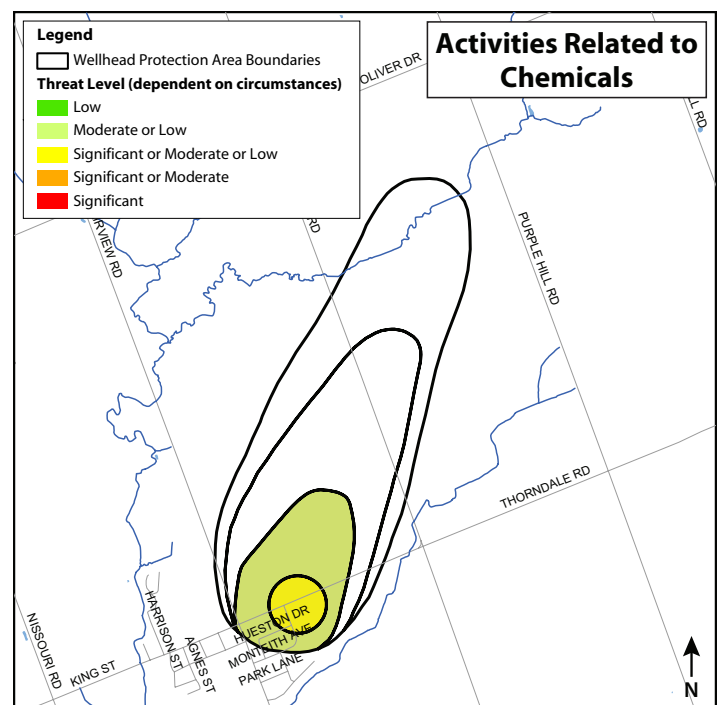 Legend
Wellhead Protection Area Boundaries
Threat Level (dependent on circumstances)
Low
Moderate or Low
Significant or Moderate or Low
Significant or Moderate
Significant
Activities Related to
Chemicals
OLIVER DR
LL RD
RVIEW RD
RD
PURPLE HILL RD
THORNDALE RD
HUESTON DR
MONTEITH AVE
PARK LANE
HARRISON ST
AGNES ST
KING ST
NISSOURI RD
N